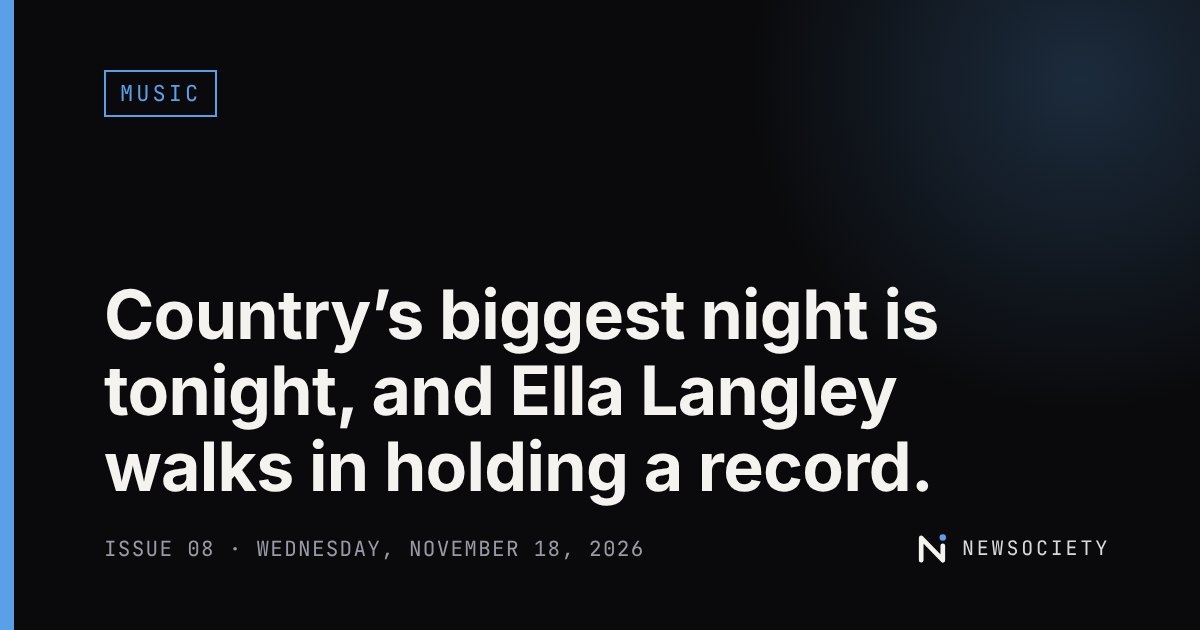 MUSIC
Country’s biggest night is
tonight, and Ella Langley
walks in holding a record.
ISSUE 08 · WEDNESDAY, NOVEMBER 18, 2026
NEWSOCIETY